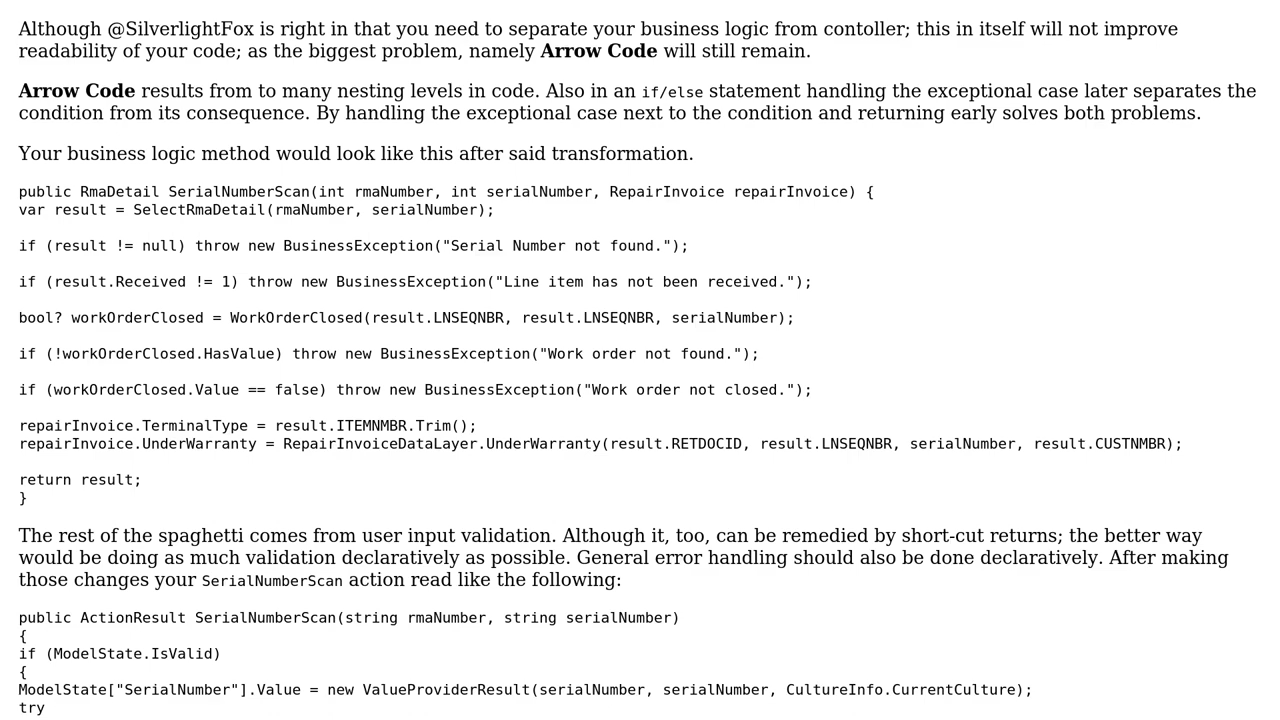 Although @SilverlightFox is right in that you need to separate your business logic from contoller; this in itself will not improve
readability of your code; as the biggest problem, namely Arrow Code will still remain.
Arrow Code results from to many nesting levels in code. Also in an if/else statement handling the exceptional case later separates the
condition from its consequence. By handling the exceptional case next to the condition and returning early solves both problems.
Your business logic method would look like this after said transformation.
public RmaDetail SerialNumberScan(int rmaNumber, int serialNumber, RepairInvoice repairInvoice) {
var result = SelectRmaDetail(rmaNumber, serialNumber);
if (result != null) throw new BusinessException("Serial Number not found.");
if (result.Received != 1) throw new BusinessException("Line item has not been received.");
bool? workOrderClosed = WorkOrderClosed(result.LNSEQNBR, result.LNSEQNBR, serialNumber);
if (!workOrderClosed.HasValue) throw new BusinessException("Work order not found.");
if (workOrderClosed.Value == false) throw new BusinessException("Work order not closed.");
repairInvoice.TerminalType = result.ITEMNMBR.Trim();
repairInvoice.UnderWarranty = RepairInvoiceDataLayer.UnderWarranty(result.RETDOCID, result.LNSEQNBR, serialNumber, result.CUSTNMBR);
return result;
}
The rest of the spaghetti comes from user input validation. Although it, too, can be remedied by short-cut returns; the better way
would be doing as much validation declaratively as possible. General error handling should also be done declaratively. After making
those changes your SerialNumberScan action read like the following:
public ActionResult SerialNumberScan(string rmaNumber, string serialNumber)
{
if (ModelState.IsValid)
{
ModelState["SerialNumber"].Value = new ValueProviderResult(serialNumber, serialNumber, CultureInfo.CurrentCulture);
try